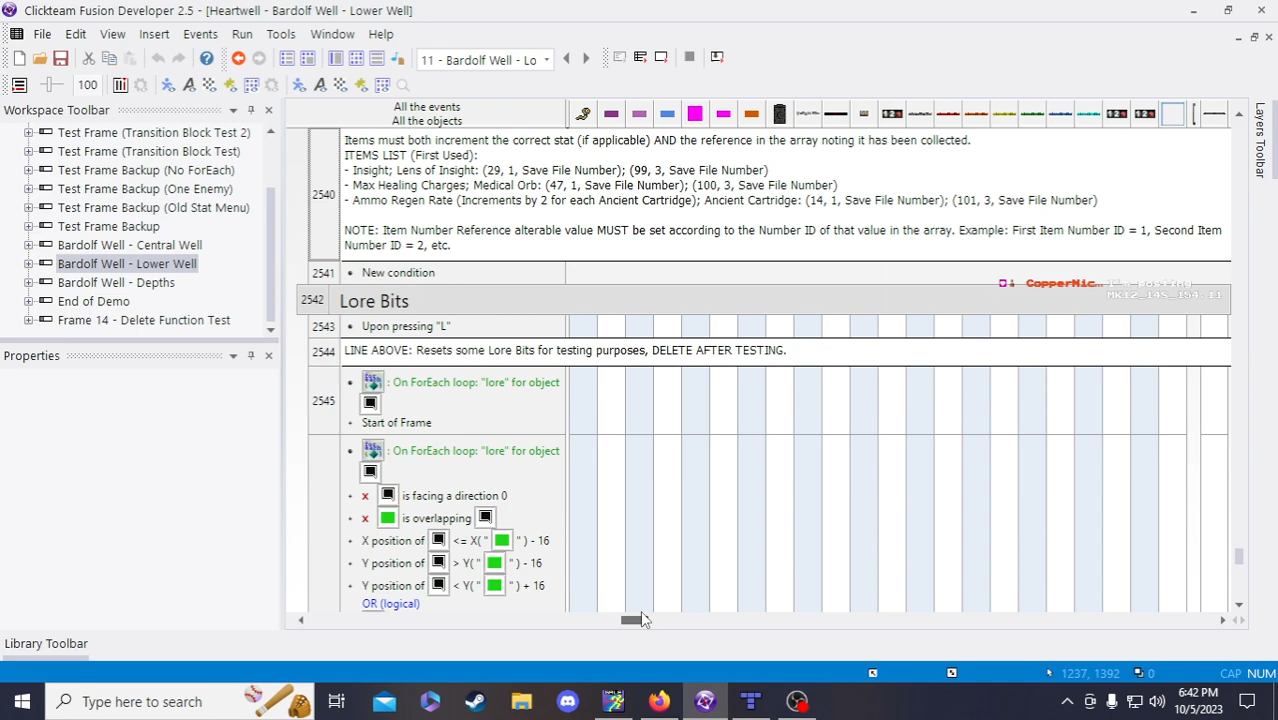 Clickteam Fusion Developer 2.5 - [Heartwell - Bardolf Well - Lower Well]
File Edit View Insert Events Run Tools Window Help
11 - Bardolf Well - Lo
100
Workspace Toolbar
Test Frame (Transition Block Test 2)
Test Frame (Transition Block Test)
Test Frame Backup (No ForEach)
Test Frame Backup (One Enemy)
Test Frame Backup (Old Stat Menu)
Test Frame Backup
Bardolf Well - Central Well
Bardolf Well - Lower Well
Bardolf Well - Depths
End of Demo
Frame 14 - Delete Function Test
Properties
Library Toolbar
Layers Toolbar
All the events
All the objects
2540
Items must both increment the correct stat (if applicable) AND the reference in the array noting it has been collected.
ITEMS LIST (First Used):
- Insight; Lens of Insight: (29, 1, Save File Number); (99, 3, Save File Number)
- Max Healing Charges; Medical Orb: (47, 1, Save File Number); (100, 3, Save File Number)
- Ammo Regen Rate (Increments by 2 for each Ancient Cartridge); Ancient Cartridge: (14, 1, Save File Number); (101, 3, Save File Number)
NOTE: Item Number Reference alterable value MUST be set according to the Number ID of that value in the array. Example: First Item Number ID = 1, Second Item
Number ID = 2, etc.
2541 New condition
2542 Lore Bits
2543 Upon pressing "L"
2544 LINE ABOVE: Resets some Lore Bits for testing purposes, DELETE AFTER TESTING.
2545
: On ForEach loop: "lore" for object
+ Start of Frame
: On ForEach loop: "lore" for object
+ X is facing a direction 0
+ X is overlapping
+ X position of <= X( " " ) - 16
+ Y position of > Y( " " ) - 16
+ Y position of < Y( " " ) + 16
OR (logical)
1237, 1392
0
CAP NUM
Type here to search
6:42 PM
10/5/2023